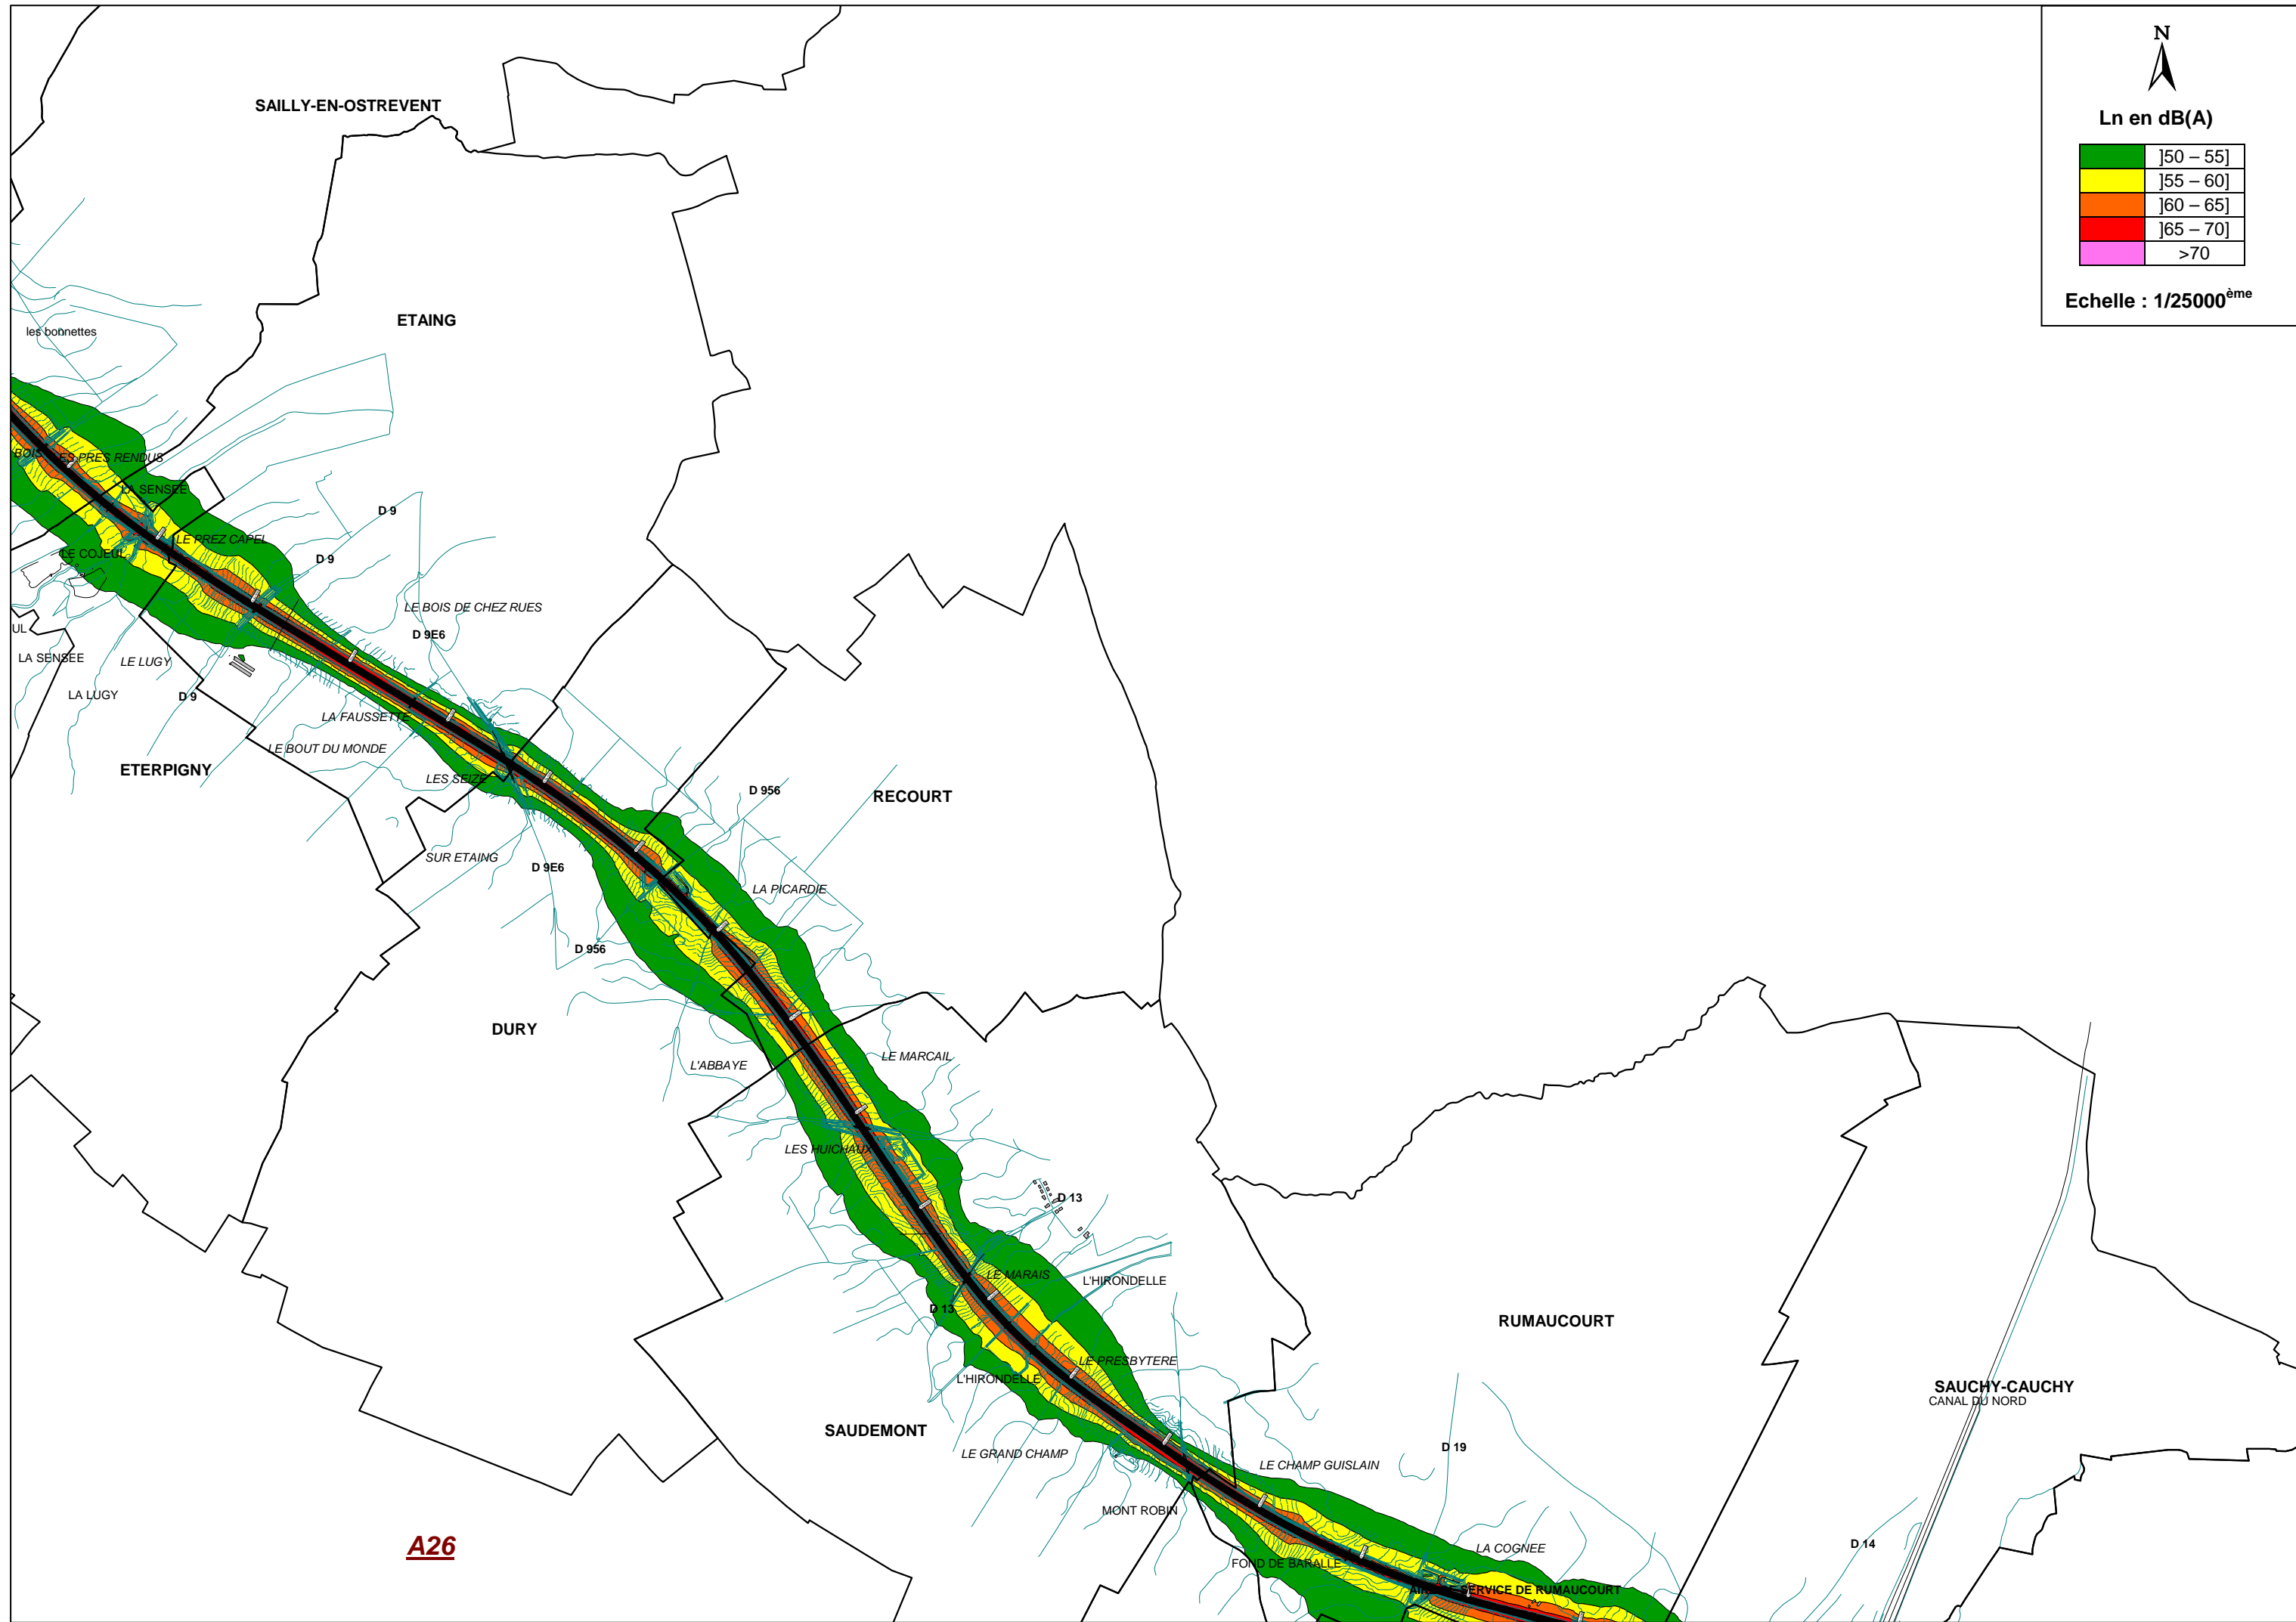 N
Ln en dB(A)
]50 – 55]
]55 – 60]
]60 – 65]
]65 – 70]
>70
Echelle : 1/25000ème
SAILLY-EN-OSTREVENT
ETAING
les bonnettes
BOIS
LES PRES RENDUS
LA SENSEE
D 9
LE PREZ CAPEL
LE COJEUL
D 9
LE BOIS DE CHEZ RUES
UL
D 9E6
LA SENSEE
LE LUGY
LA LUGY
D 9
LA FAUSSETTE
LE BOUT DU MONDE
ETERPIGNY
LES SEIZE
D 956
RECOURT
SUR ETAING
D 9E6
LA PICARDIE
D 956
DURY
LE MARCAIL
L'ABBAYE
LES HUICHAUX
D 13
LE MARAIS
L'HIRONDELLE
D 13
RUMAUCOURT
LE PRESBYTERE
L'HIRONDELLE
SAUCHY-CAUCHY
CANAL DU NORD
SAUDEMONT
LE GRAND CHAMP
D 19
LE CHAMP GUISLAIN
MONT ROBIN
A26
LA COGNEE
D 14
FOND DE BARALLE
AIRE DE SERVICE DE RUMAUCOURT